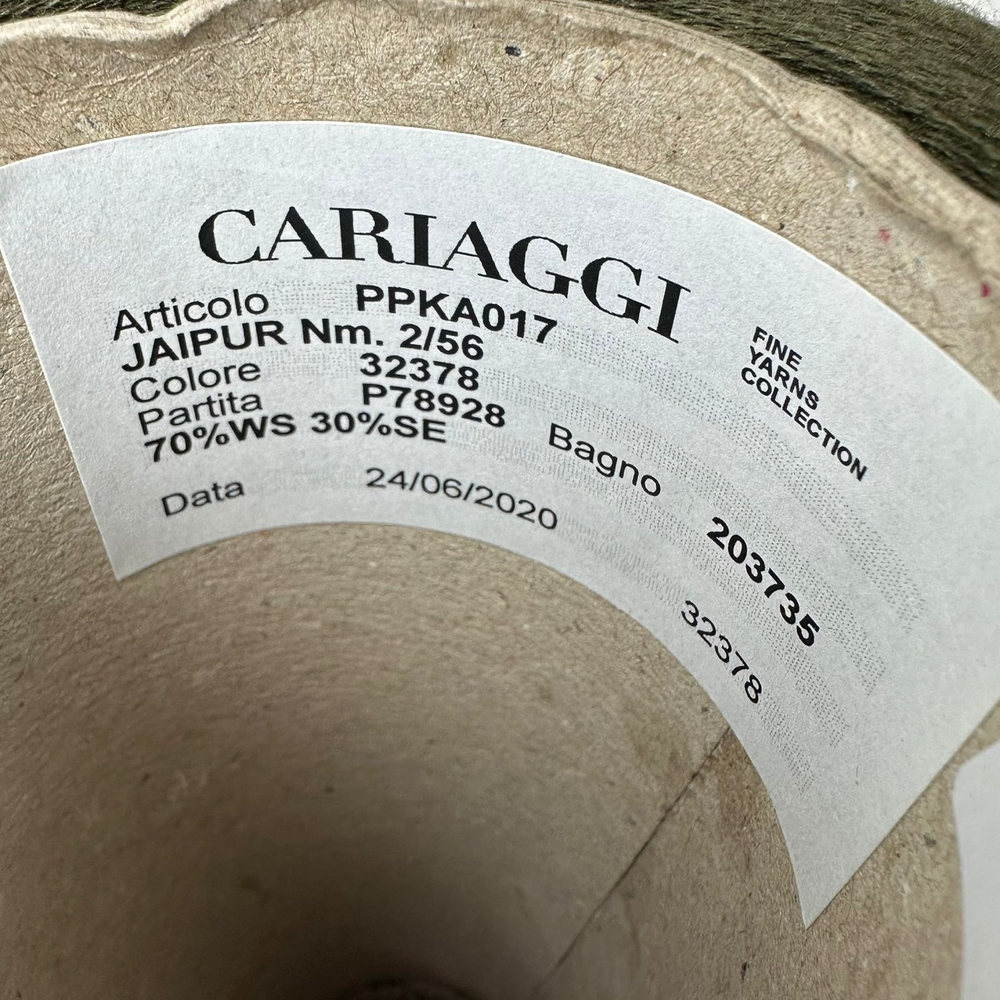 CARIAGGI
FINE
YARNS
COLLECTION
Articolo PPKA017
JAIPUR Nm. 2/56
Colore 32378
Partita P78928 Bagno 203735
70%WS 30%SE
Data 24/06/2020 32378